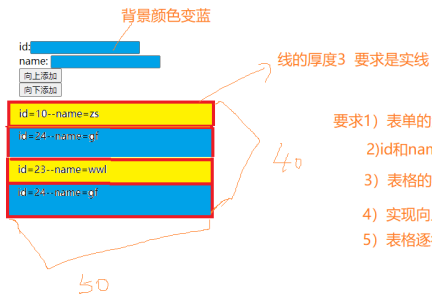 背景颜色变蓝
id:
name:
向上添加
向下添加
线的厚度3 要求是实线
id=10--name=zs
id=24--name=gf
id=23--name=wwl
id=24--name=gf
要求1）表单的
2)id和nam
3）表格的
4）实现向
5）表格逐
40
50